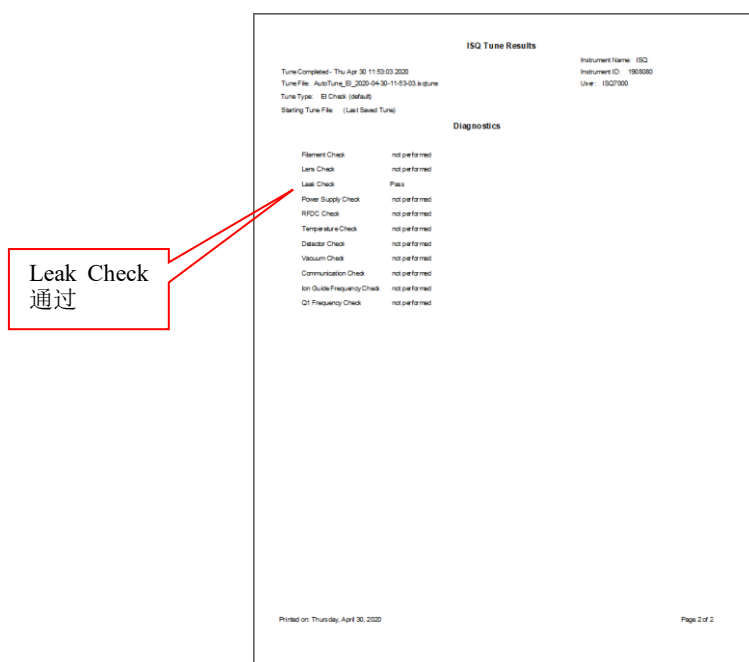 ISQ Tune Results
Instrument Name: ISQ
Tune Completed - Thu Apr 30 11:53:03 2020
Instrument ID: 1908080
Tune File: AutoTune_EI_2020-04-30-11-53-03.isqtune
User: ISQ7000
Tune Type: EI Check (default)
Starting Tune File: (Last Saved Tune)
Diagnostics
Filament Check not performed
Lens Check not performed
Leak Check Pass
Power Supply Check not performed
RFDC Check not performed
Temperature Check not performed
Detector Check not performed
Vacuum Check not performed
Communication Check not performed
Ion Guide Frequency Check not performed
Q1 Frequency Check not performed
Leak Check
通过
Printed on: Thursday, April 30, 2020
Page 2 of 2